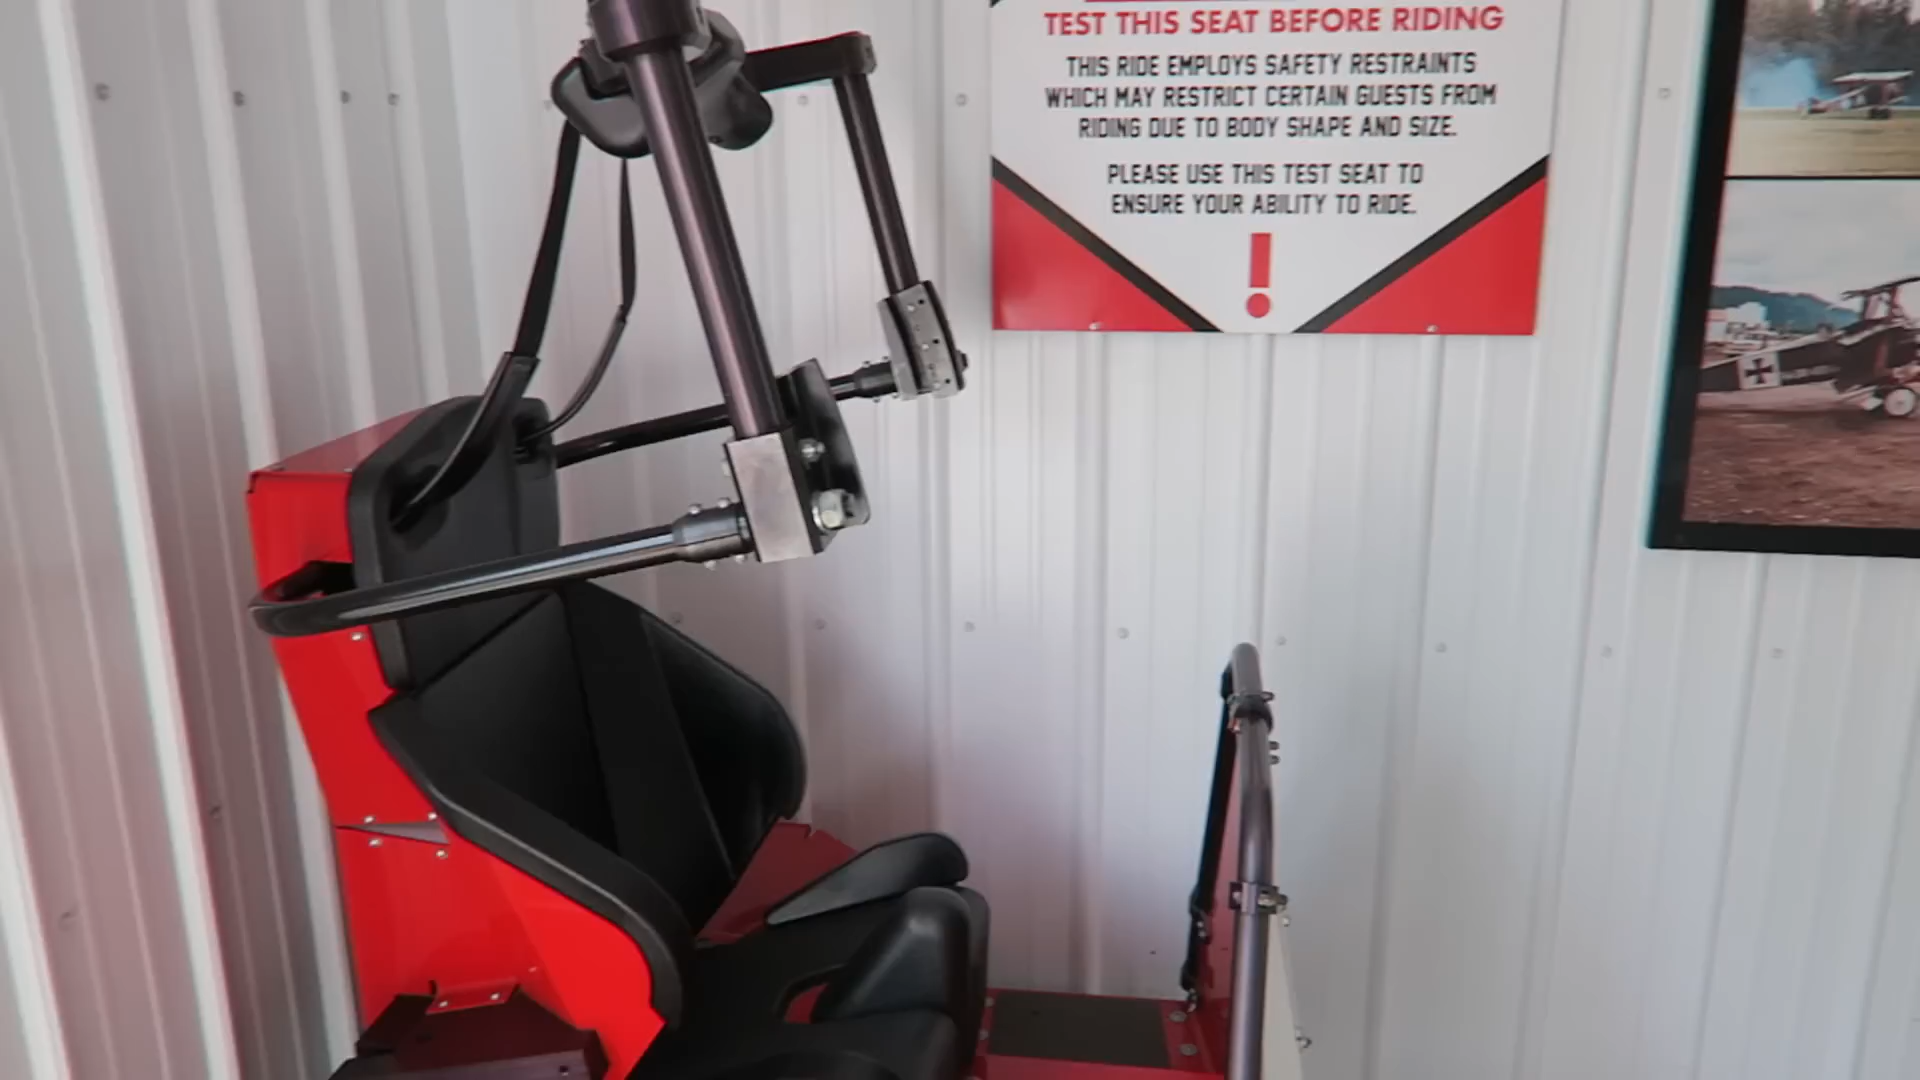 TEST THIS SEAT BEFORE RIDING
THIS RIDE EMPLOYS SAFETY RESTRAINTS
WHICH MAY RESTRICT CERTAIN GUESTS FROM
RIDING DUE TO BODY SHAPE AND SIZE.
PLEASE USE THIS TEST SEAT TO
ENSURE YOUR ABILITY TO RIDE.
!